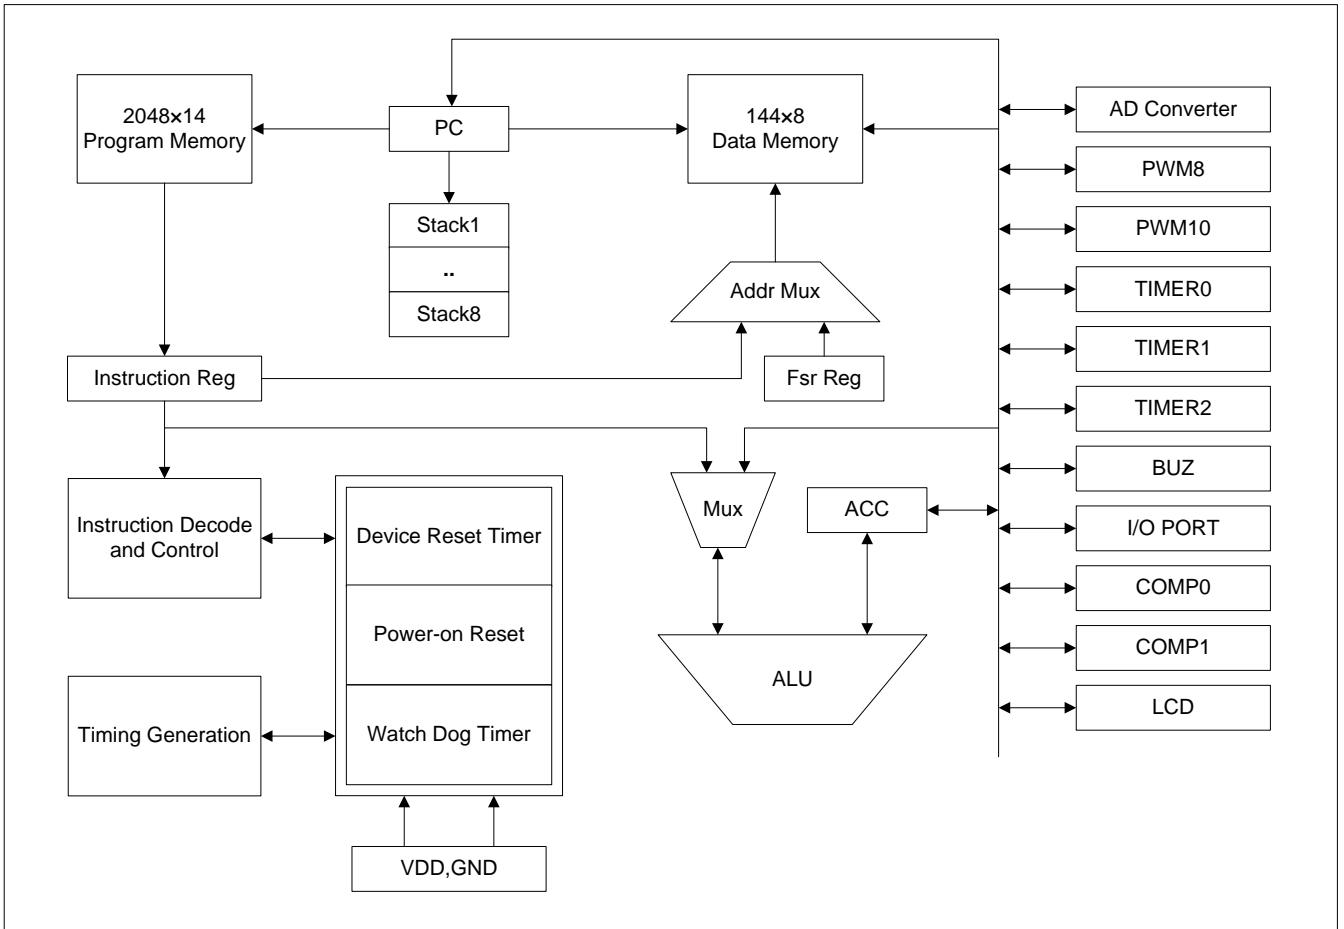 2048×14
Program Memory
PC
144×8
Data Memory
AD Converter
PWM8
PWM10
TIMER0
TIMER1
TIMER2
BUZ
I/O PORT
COMP0
COMP1
LCD
Stack1
..
Stack8
Addr Mux
Instruction Reg
Fsr Reg
Instruction Decode
and Control
Device Reset Timer
Power-on Reset
Watch Dog Timer
Mux
ACC
ALU
Timing Generation
VDD,GND